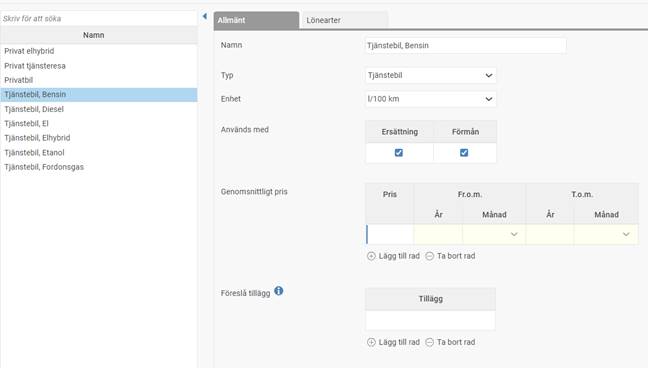 Skriv för att söka
Namn
Privat elhybrid
Privat tjänsteresa
Privatbil
Tjänstebil, Bensin
Tjänstebil, Diesel
Tjänstebil, El
Tjänstebil, Elhybrid
Tjänstebil, Etanol
Tjänstebil, Fordonsgas
Allmänt Lönearter
Namn Tjänstebil, Bensin
Typ Tjänstebil
Enhet l/100 km
Används med Ersättning Förmån
Genomsnittligt pris Pris Fr.o.m. T.o.m.
År Månad År Månad
Lägg till rad Ta bort rad
Föreslå tillägg Tillägg
Lägg till rad Ta bort rad